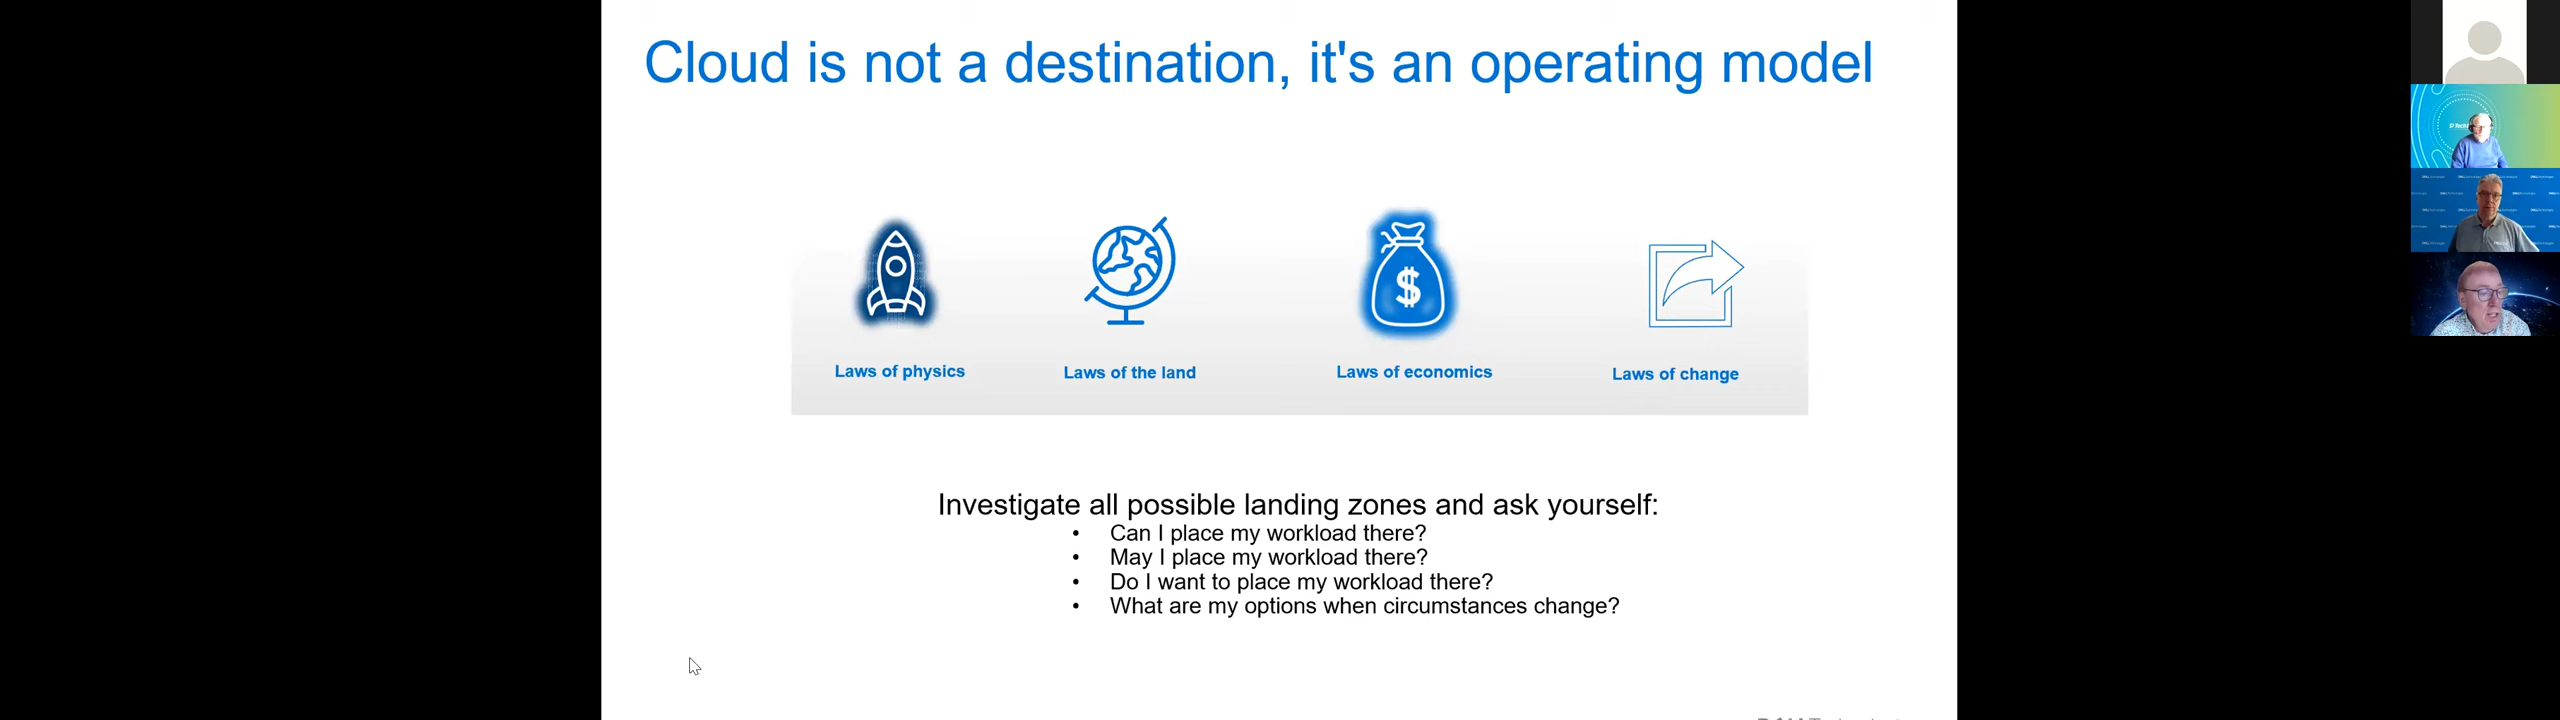 Cloud is not a destination, it's an operating model
Laws of physics
Laws of the land
Laws of economics
Laws of change
Investigate all possible landing zones and ask yourself:
• Can I place my workload there?
• May I place my workload there?
• Do I want to place my workload there?
• What are my options when circumstances change?